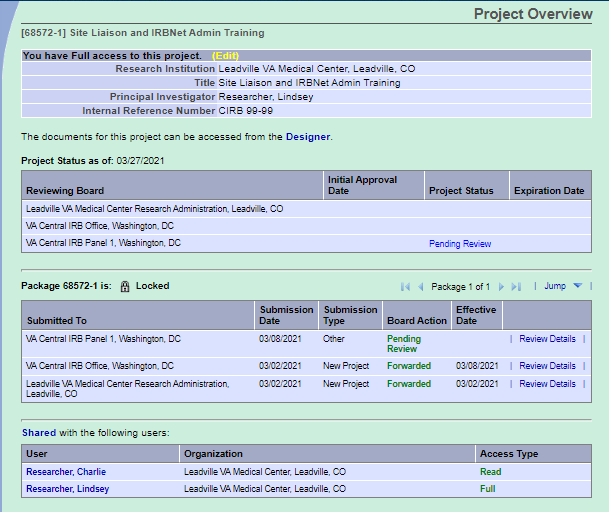 Project Overview
[68572-1] Site Liaison and IRBNet Admin Training
You have Full access to this project. (Edit)
Research Institution Leadville VA Medical Center, Leadville, CO
Title Site Liaison and IRBNet Admin Training
Principal Investigator Researcher, Lindsey
Internal Reference Number CIRB 99-99
The documents for this project can be accessed from the Designer.
Project Status as of: 03/27/2021
Reviewing Board Initial Approval Date Project Status Expiration Date
Leadville VA Medical Center Research Administration, Leadville, CO
VA Central IRB Office, Washington, DC
VA Central IRB Panel 1, Washington, DC Pending Review
Package 68572-1 is: Locked Package 1 of 1 | Jump |
Submitted To Submission Date Submission Type Board Action Effective Date
VA Central IRB Panel 1, Washington, DC 03/08/2021 Other Pending Review | Review Details |
VA Central IRB Office, Washington, DC 03/02/2021 New Project Forwarded 03/08/2021 | Review Details |
Leadville VA Medical Center Research Administration, Leadville, CO 03/02/2021 New Project Forwarded 03/02/2021 | Review Details |
Shared with the following users:
User Organization Access Type
Researcher, Charlie Leadville VA Medical Center, Leadville, CO Read
Researcher, Lindsey Leadville VA Medical Center, Leadville, CO Full